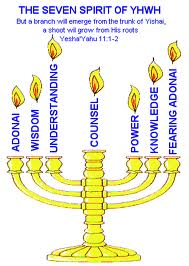 THE SEVEN SPIRIT OF YHWH
But a branch will emerge from the trunk of Yishai,
a shoot wil grow from His roots
Yesha'Yahu 11:1-2
ADONAI
WISDOM
UNDERSTANDING
COUNSEL
POWER
KNOWLEDGE
FEARING ADONAI